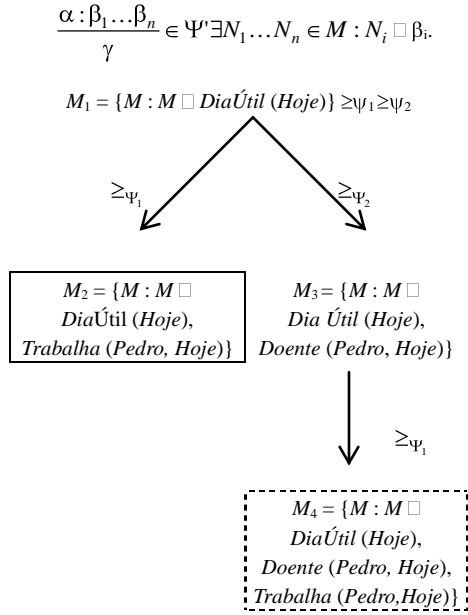 α : β₁…βₙ / γ ∈ Ψ' ∃N₁…Nₙ ∈ M : Nᵢ □ βᵢ.
M₁ = {M : M □ DiaÚtil (Hoje)} ≥ψ₁ ≥ψ₂
≥Ψ₁ ≥Ψ₂
M₂ = {M : M □
DiaÚtil (Hoje),
Trabalha (Pedro, Hoje)}
M₃ = {M : M □
Dia Útil (Hoje),
Doente (Pedro, Hoje)}
≥Ψ₁
M₄ = {M : M □
DiaÚtil (Hoje),
Doente (Pedro, Hoje),
Trabalha (Pedro,Hoje)}